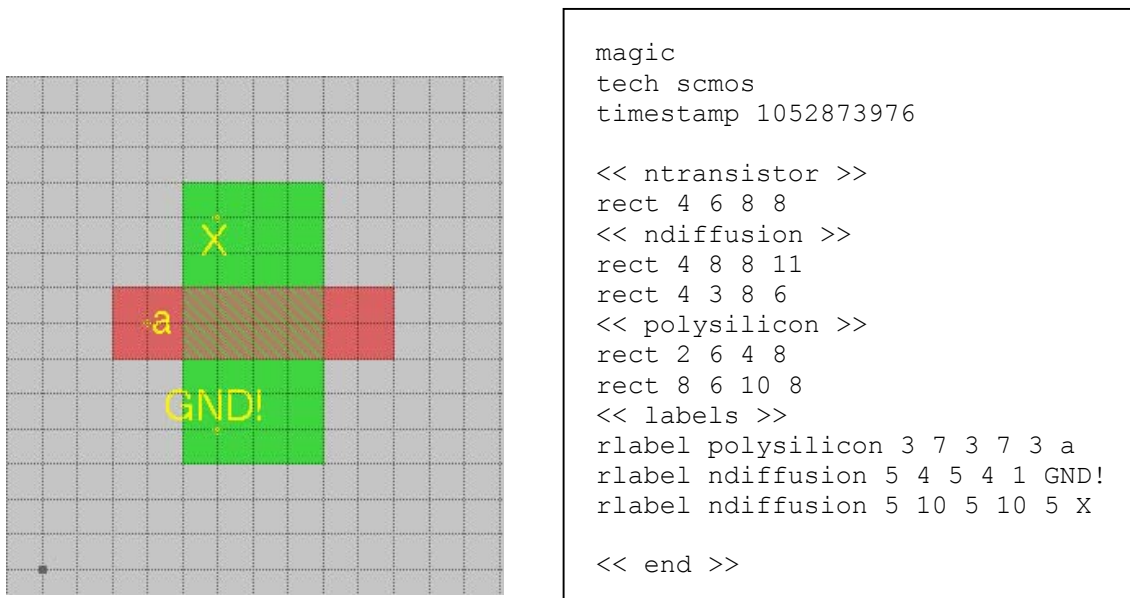 X
a
GND!
magic
tech scmos
timestamp 1052873976
<< ntransistor >>
rect 4 6 8 8
<< ndiffusion >>
rect 4 8 8 11
rect 4 3 8 6
<< polysilicon >>
rect 2 6 4 8
rect 8 6 10 8
<< labels >>
rlabel polysilicon 3 7 3 7 3 a
rlabel ndiffusion 5 4 5 4 1 GND!
rlabel ndiffusion 5 10 5 10 5 X
<< end >>